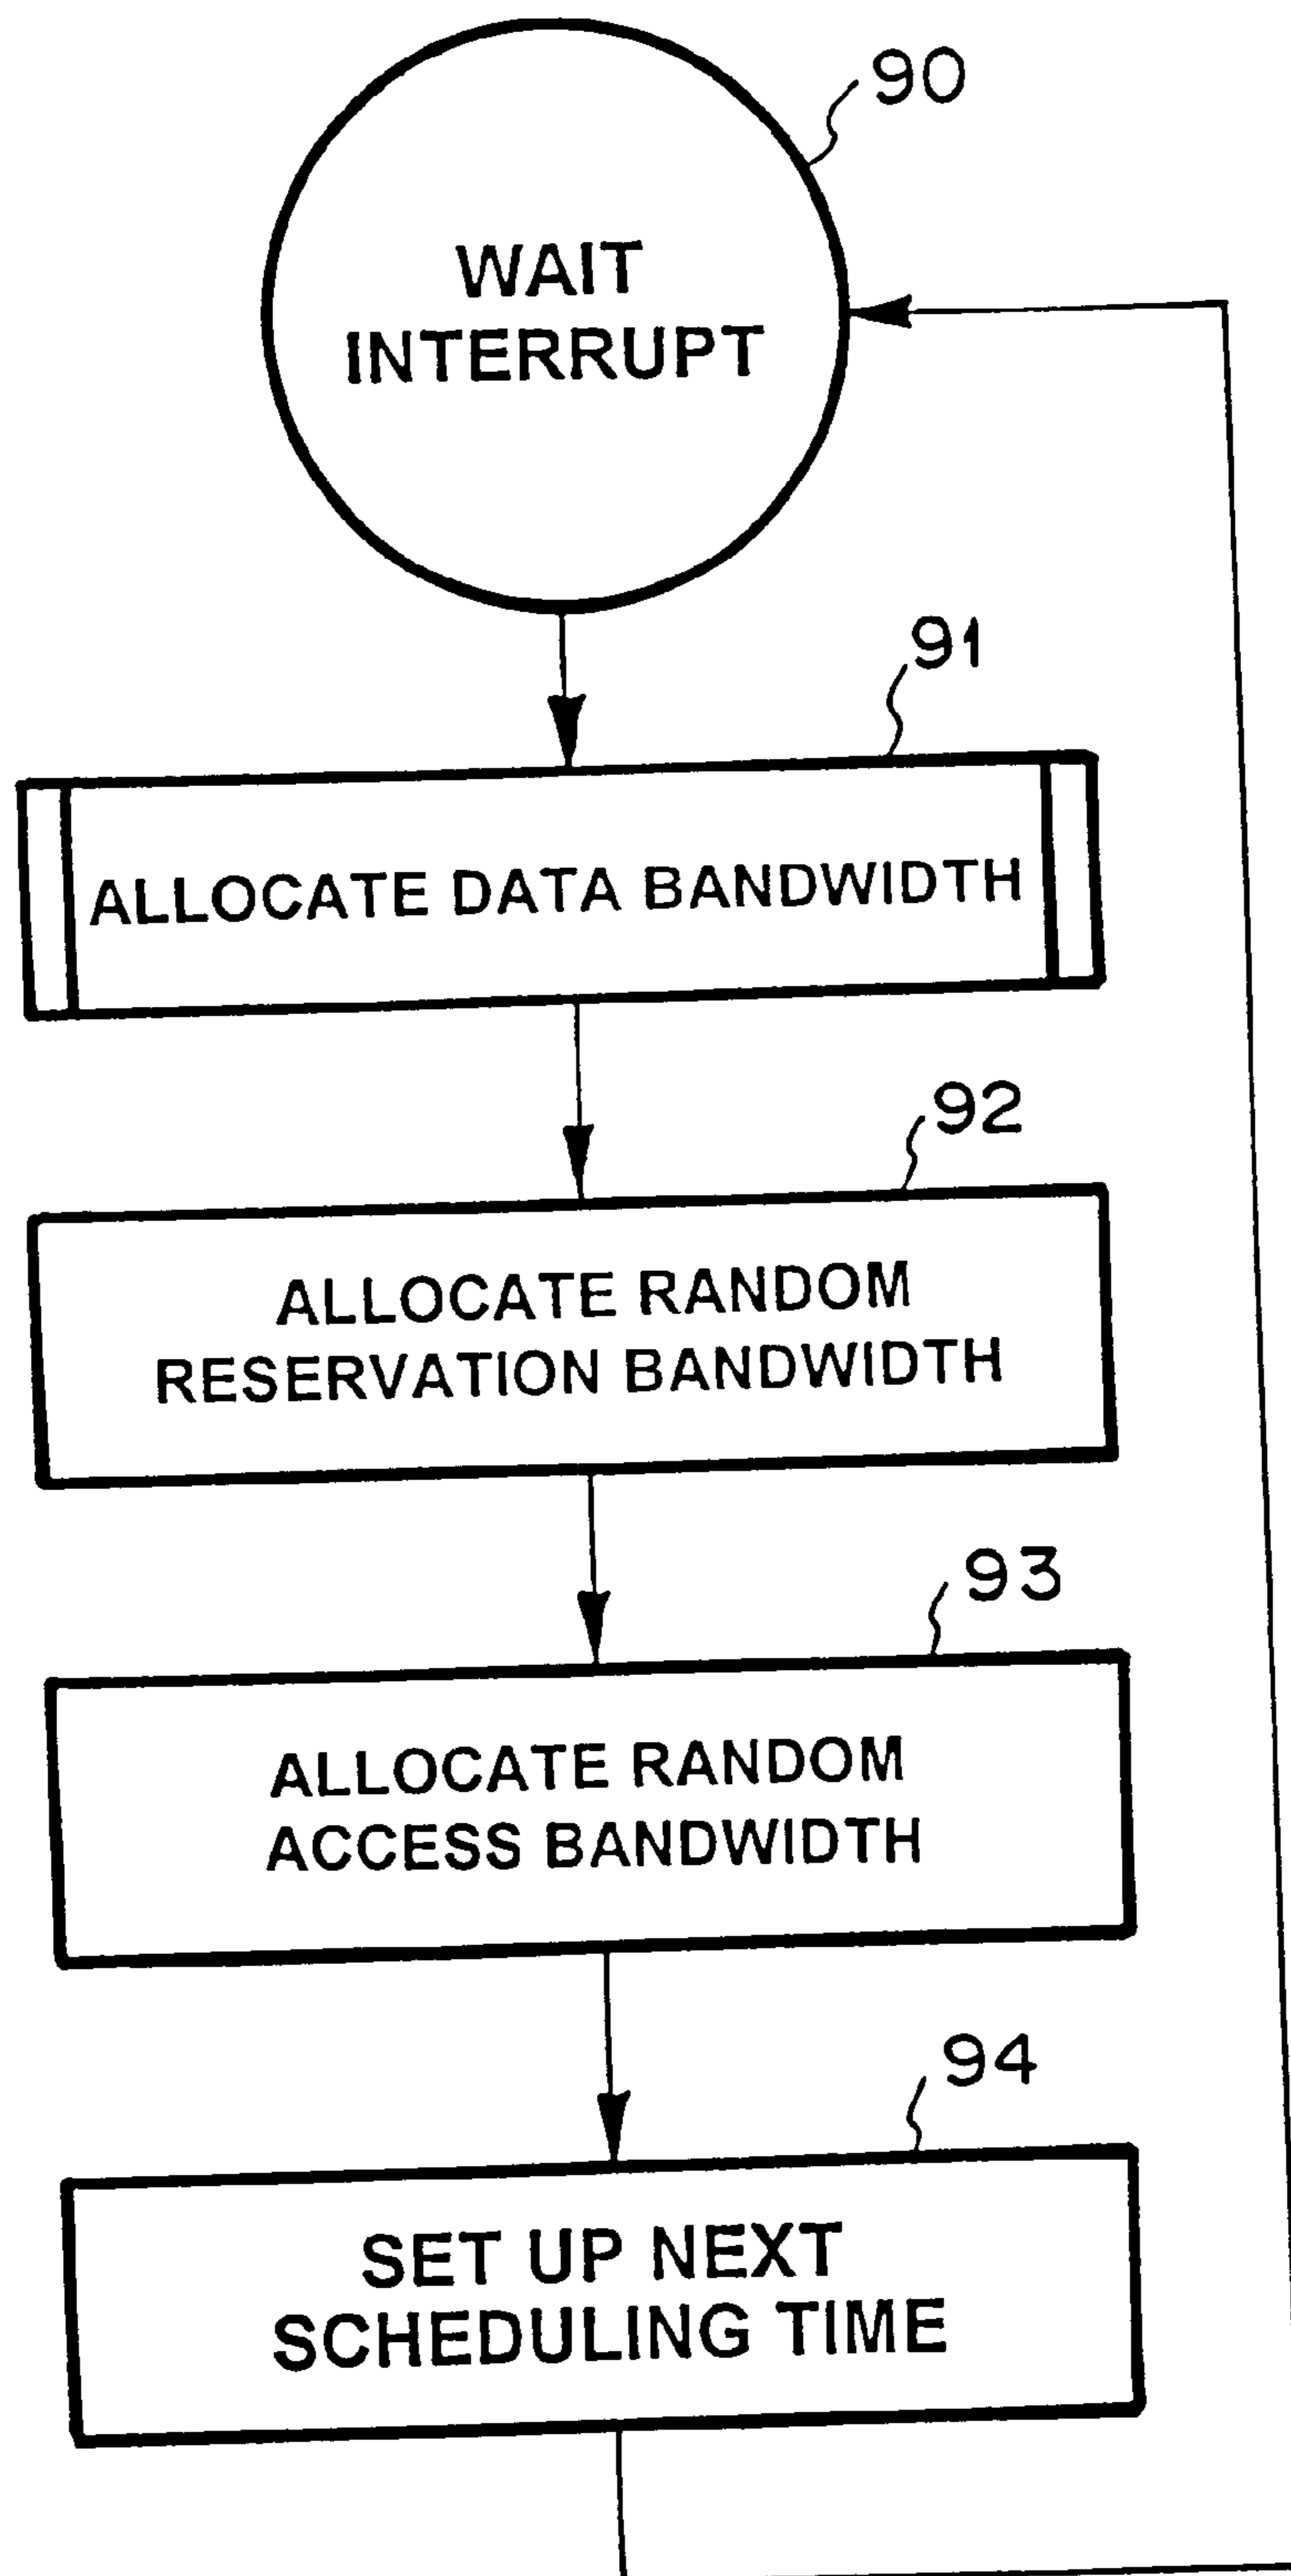 90
WAIT
INTERRUPT
91
ALLOCATE DATA BANDWIDTH
92
ALLOCATE RANDOM
RESERVATION BANDWIDTH
93
ALLOCATE RANDOM
ACCESS BANDWIDTH
94
SET UP NEXT
SCHEDULING TIME